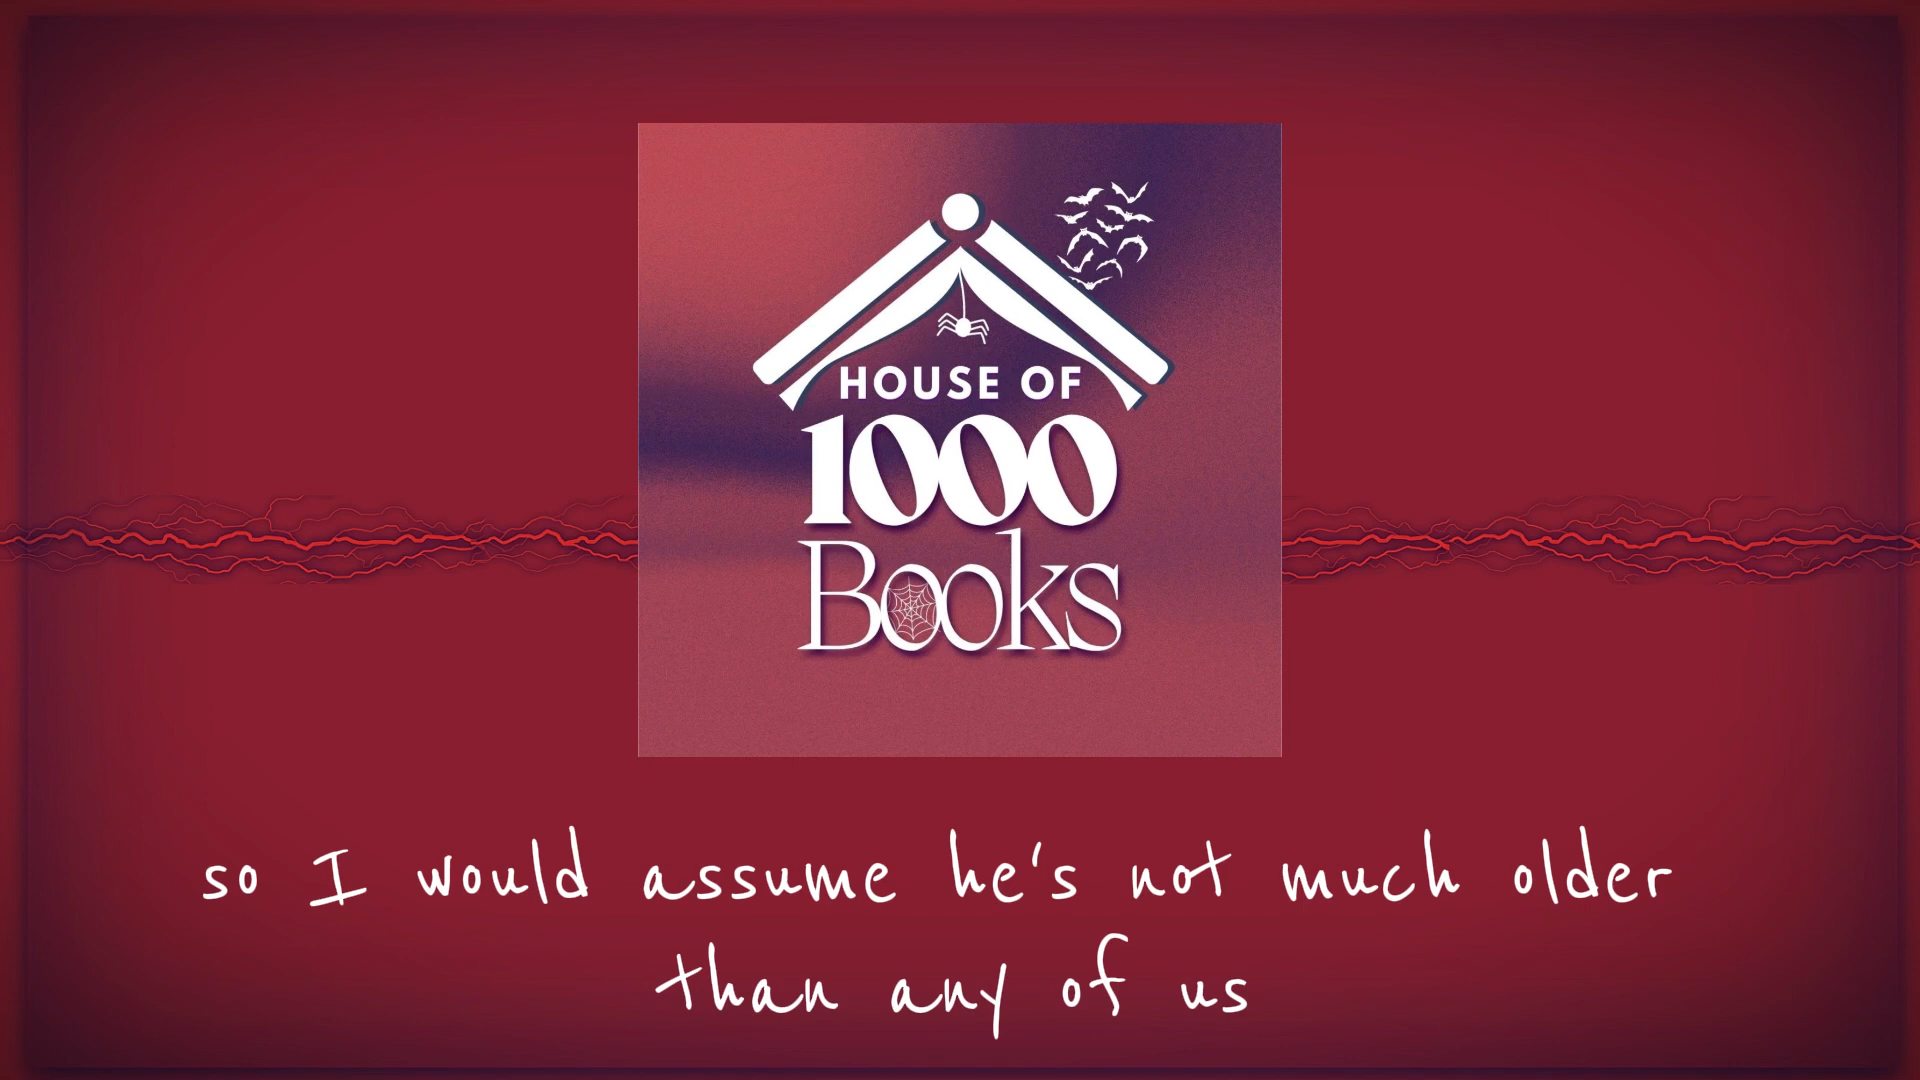 HOUSE OF
1000
Books
so I would assume he's not much older
than any of us